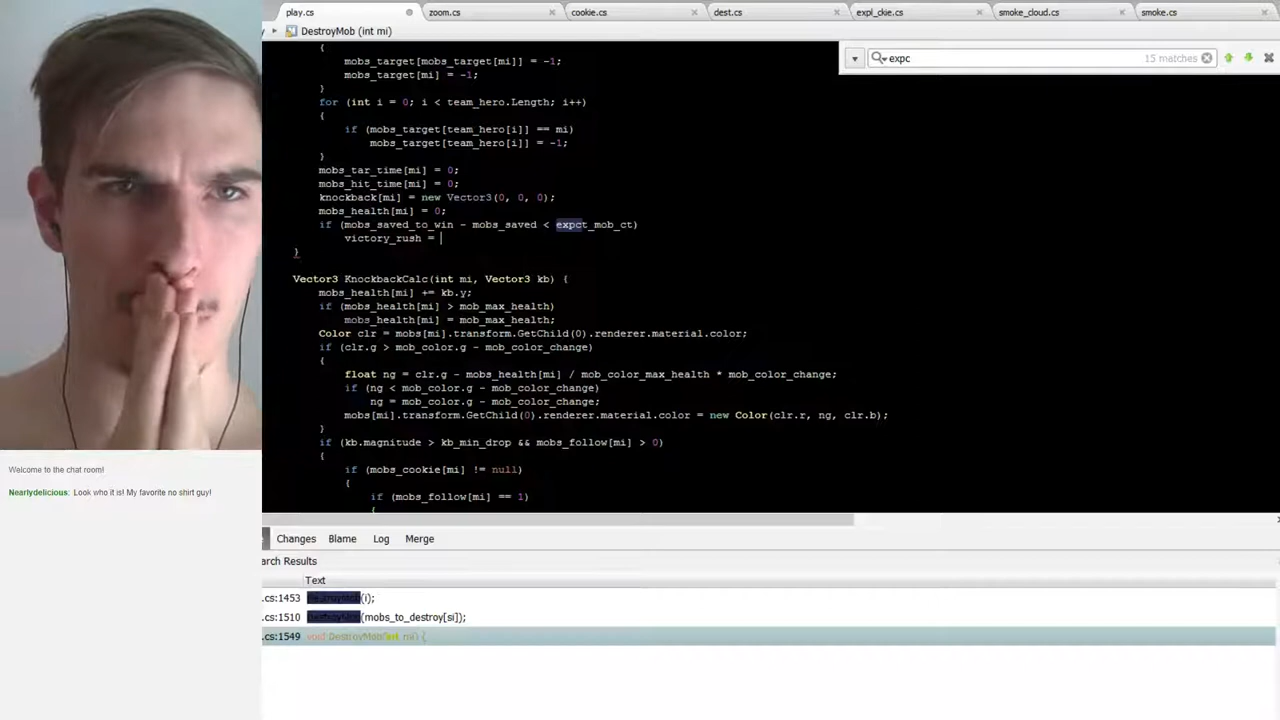 play.cs
zoom.cs
cookie.cs
dest.cs
expl_ckie.cs
smoke_cloud.cs
smoke.cs
DestroyMob (int mi)
expc
15 matches
{
mobs_target[mobs_target[mi]] = -1;
mobs_target[mi] = -1;
}
for (int i = 0; i < team_hero.Length; i++)
{
if (mobs_target[team_hero[i]] == mi)
mobs_target[team_hero[i]] = -1;
}
mobs_tar_time[mi] = 0;
mobs_hit_time[mi] = 0;
knockback[mi] = new Vector3(0, 0, 0);
mobs_health[mi] = 0;
if (mobs_saved_to_win - mobs_saved < expct_mob_ct)
victory_rush =
}
Vector3 KnockbackCalc(int mi, Vector3 kb) {
mobs_health[mi] += kb.y;
if (mobs_health[mi] > mob_max_health)
mobs_health[mi] = mob_max_health;
Color clr = mobs[mi].transform.GetChild(0).renderer.material.color;
if (clr.g > mob_color.g - mob_color_change)
{
float ng = clr.g - mobs_health[mi] / mob_color_max_health * mob_color_change;
if (ng < mob_color.g - mob_color_change)
ng = mob_color.g - mob_color_change;
mobs[mi].transform.GetChild(0).renderer.material.color = new Color(clr.r, ng, clr.b);
}
if (kb.magnitude > kb_min_drop && mobs_follow[mi] > 0)
{
if (mobs_cookie[mi] != null)
{
if (mobs_follow[mi] == 1)
{
Welcome to the chat room!
Nearlydelicious: Look who it is! My favorite no shirt guy!
Changes
Blame
Log
Merge
arch Results
Text
.cs:1453 DestroyMob(i);
.cs:1510 DestroyMob(mobs_to_destroy[si]);
.cs:1549 void DestroyMob(int mi) {